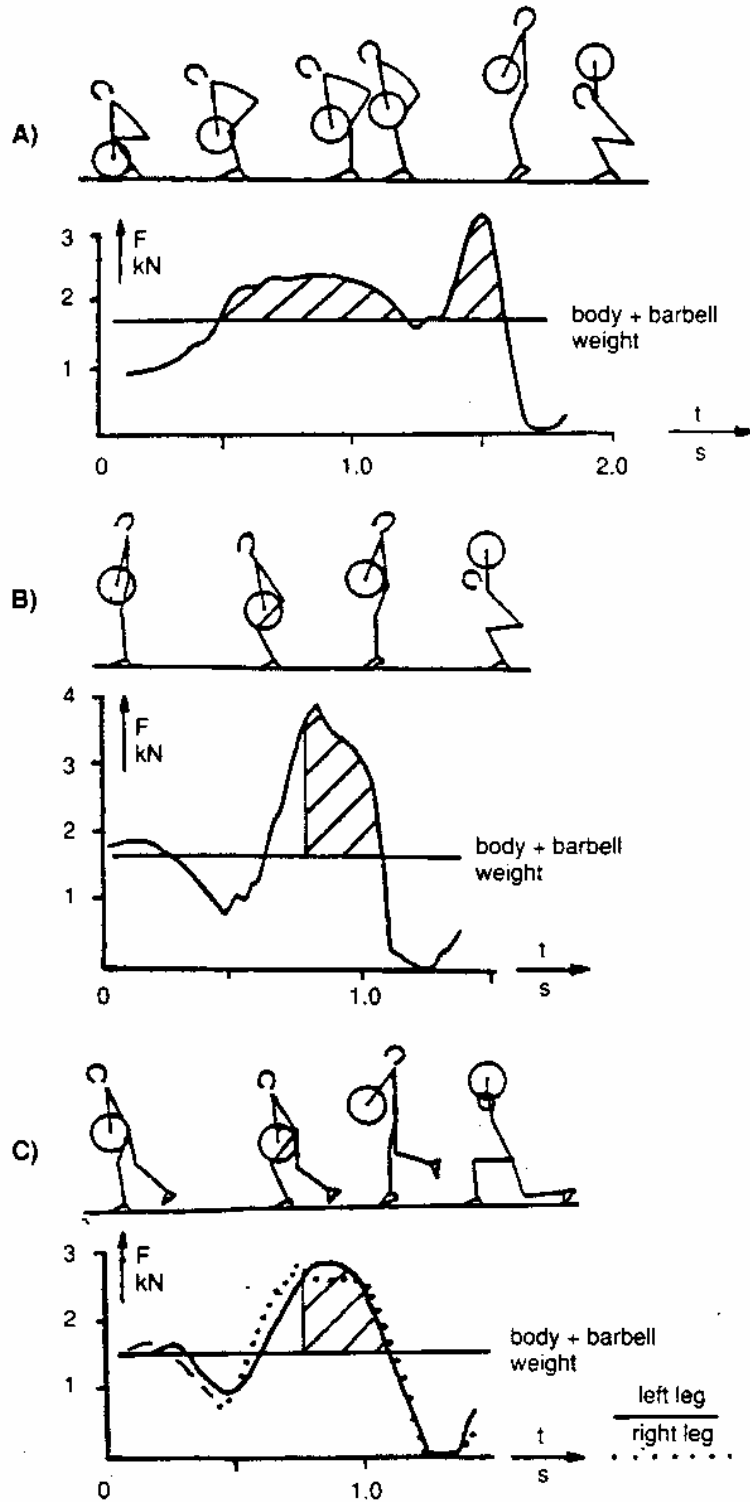 A)
3
F
kN
2
body + barbell
weight
1
t
s
0
1.0
2.0
B)
4
F
kN
3
2
body + barbell
weight
1
t
s
0
1.0
C)
3
F
kN
2
body + barbell
weight
1
left leg
right leg
t
s
0
1.0